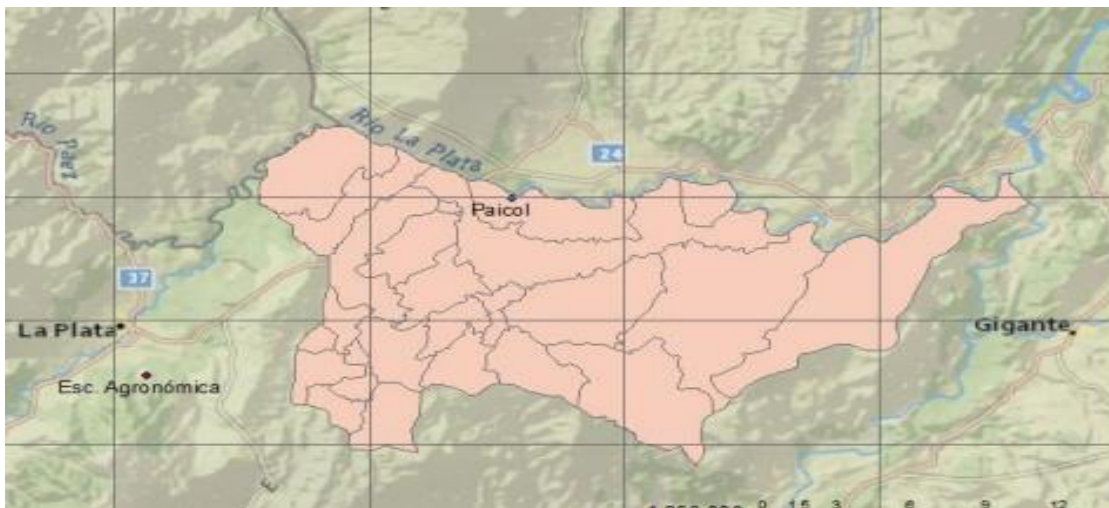 Río Paez
Río La Plata
24
Paicol
37
La Plata
Gigante
Esc. Agronómica
0 1.5 3 6 9 12